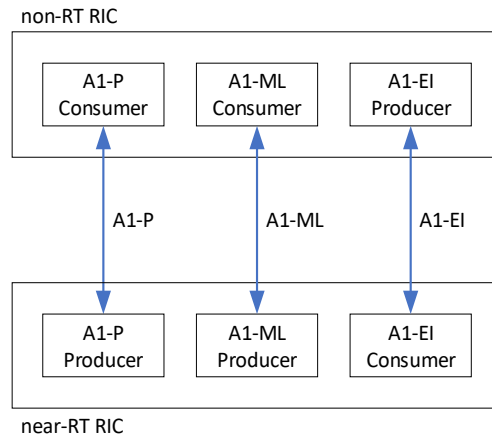 non-RT RIC
A1-P
Consumer
A1-ML
Consumer
A1-EI
Producer
A1-P
A1-ML
A1-EI
A1-P
Producer
A1-ML
Producer
A1-EI
Consumer
near-RT RIC